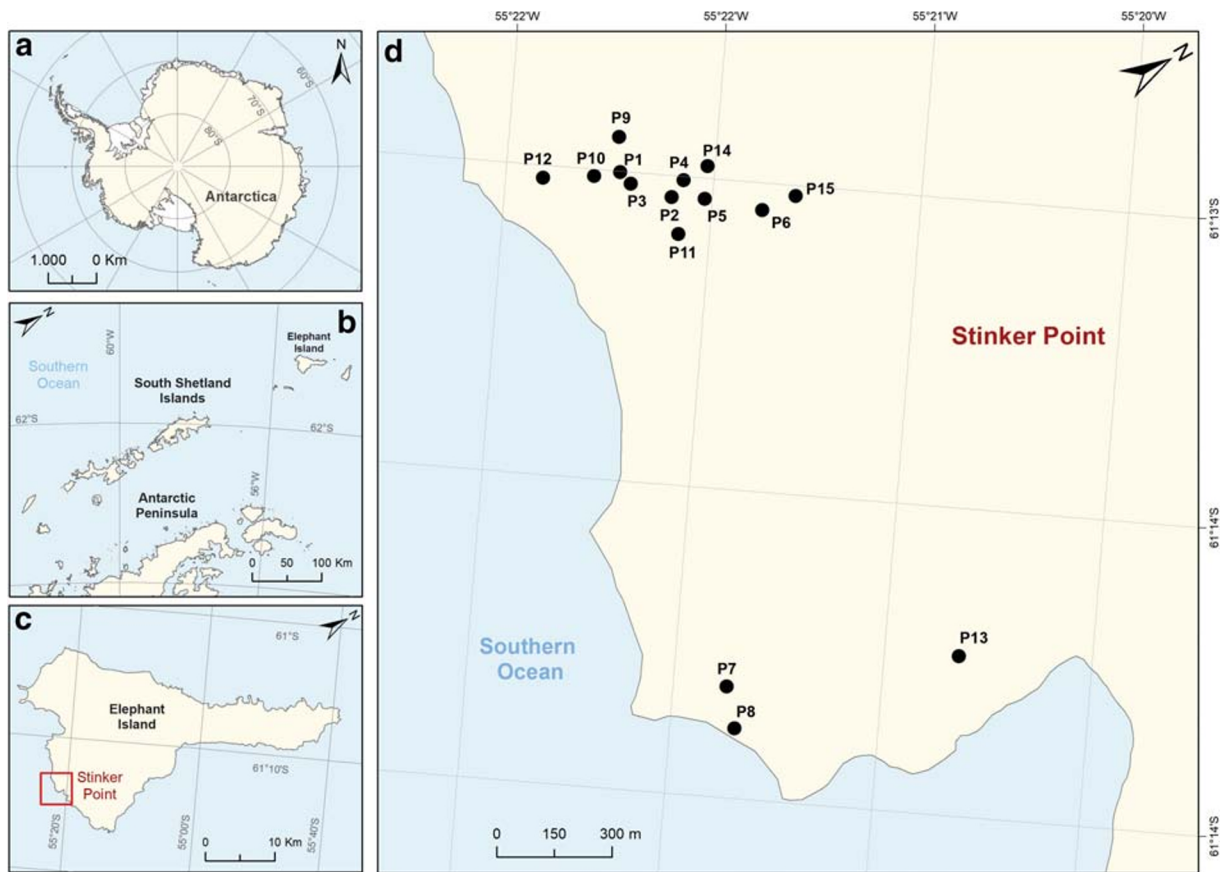 a
N
60°S
70°S
80°S
Antarctica
1.000 0 Km
b
N
60°W
Elephant
Island
Southern
Ocean
South Shetland
Islands
62°S
62°S
56°W
Antarctic
Peninsula
0 50 100 Km
c
N
61°S
Elephant
Island
61°10'S
Stinker
Point
55°20'S
55°00'S
55°40'S
0 10 Km
55°22'W 55°22'W 55°21'W 55°20'W
d
N
P9
P12 P10 P1 P4 P14
P3 P2 P5 P6 P15
P11
61°13'S
Stinker Point
61°14'S
Southern
Ocean
P13
P7
P8
0 150 300 m
61°14'S